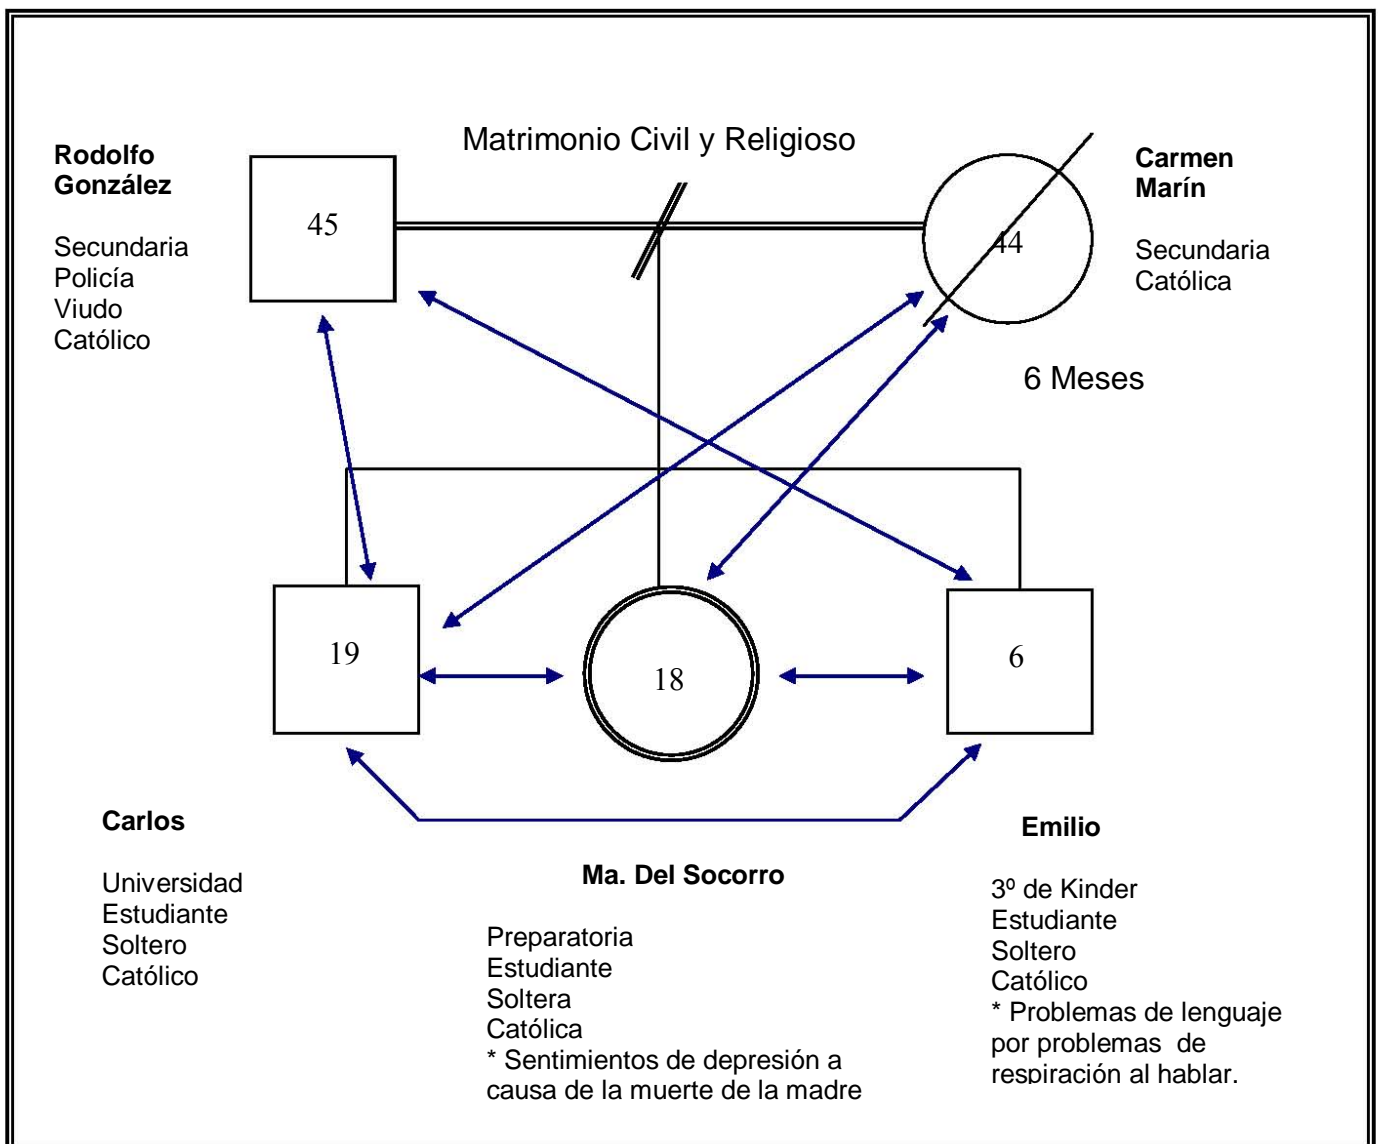 Matrimonio Civil y Religioso
Rodolfo
González
Secundaria
Policía
Viudo
Católico
45
44
Carmen
Marín
Secundaria
Católica
6 Meses
19
18
6
Carlos
Universidad
Estudiante
Soltero
Católico
Ma. Del Socorro
Preparatoria
Estudiante
Soltera
Católica
* Sentimientos de depresión a
causa de la muerte de la madre
Emilio
3º de Kinder
Estudiante
Soltero
Católico
* Problemas de lenguaje
por problemas de
respiración al hablar.